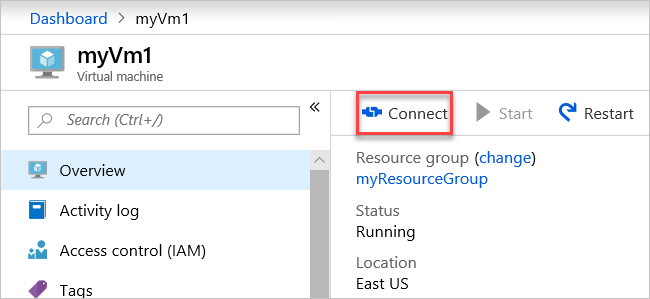 Dashboard > myVm1
myVm1
Virtual machine
Search (Ctrl+/)
«
Connect
Start
Restart
Overview
Activity log
Access control (IAM)
Tags
Resource group (change)
myResourceGroup
Status
Running
Location
East US